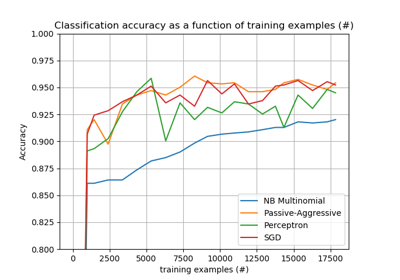 Classification accuracy as a function of training examples (#)
1.000
0.975
0.950
0.925
0.900
0.875
0.850
0.825
0.800
Accuracy
NB Multinomial
Passive-Aggressive
Perceptron
SGD
0 2500 5000 7500 10000 12500 15000 17500
training examples (#)